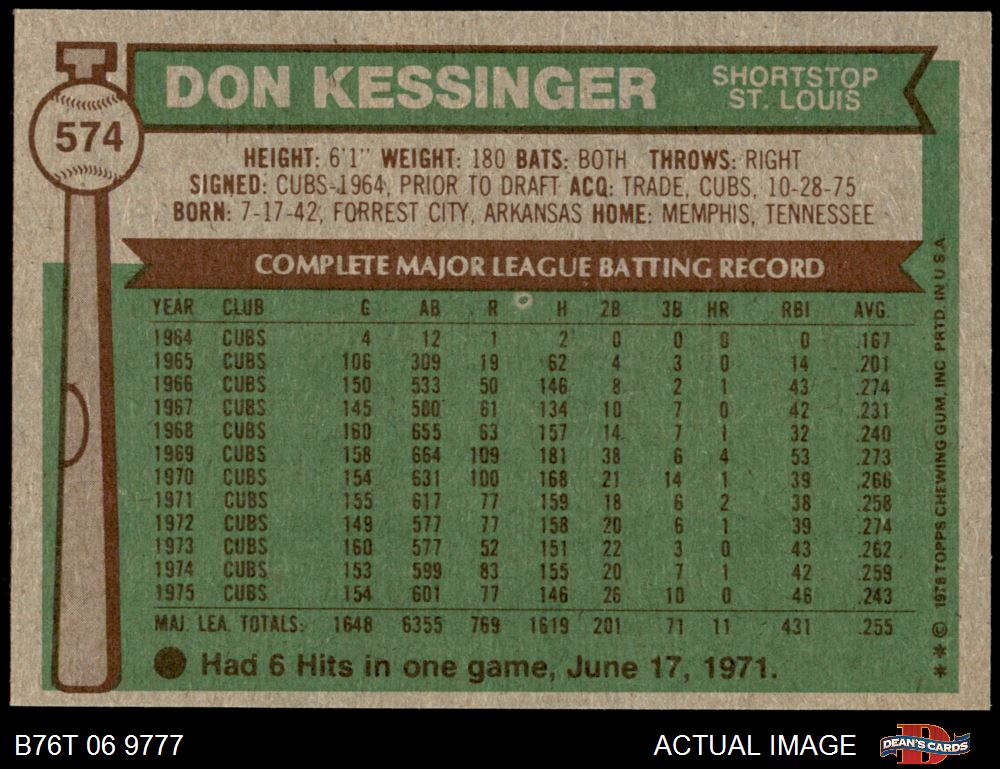 574
DON KESSINGER
SHORTSTOP
ST. LOUIS
HEIGHT: 6'1" WEIGHT: 180 BATS: BOTH THROWS: RIGHT
SIGNED: CUBS-1964, PRIOR TO DRAFT ACQ: TRADE, CUBS, 10-28-75
BORN: 7-17-42, FORREST CITY, ARKANSAS HOME: MEMPHIS, TENNESSEE
COMPLETE MAJOR LEAGUE BATTING RECORD
YEAR CLUB G AB R H 2B 3B HR RBI AVG.
1964 CUBS 4 12 1 2 0 0 0 0 .167
1965 CUBS 106 309 19 62 4 3 0 14 .201
1966 CUBS 150 533 50 146 8 2 1 43 .274
1967 CUBS 145 580 61 134 10 7 0 42 .231
1968 CUBS 160 655 63 157 14 7 1 32 .240
1969 CUBS 158 664 109 181 38 6 4 53 .273
1970 CUBS 154 631 100 168 21 14 1 39 .266
1971 CUBS 155 617 77 159 18 6 2 38 .258
1972 CUBS 149 577 77 158 20 6 1 39 .274
1973 CUBS 160 577 52 151 22 3 0 43 .262
1974 CUBS 153 599 83 155 20 7 1 42 .259
1975 CUBS 154 601 77 146 26 10 0 46 .243
MAJ. LEA. TOTALS: 1648 6355 769 1619 201 71 11 431 .255
Had 6 Hits in one game, June 17, 1971.
* * © 1976 TOPPS CHEWING GUM, INC. PRTD. IN U.S.A.
B76T 06 9777
ACTUAL IMAGE
DEAN'S CARDS